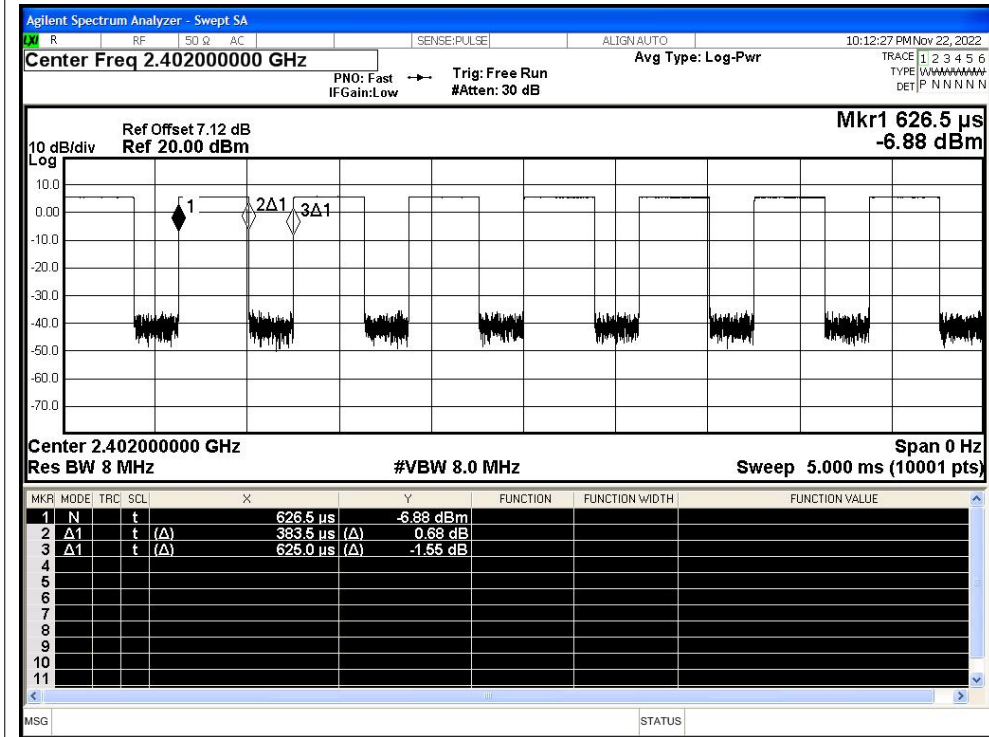 Agilent Spectrum Analyzer - Swept SA
LXI R RF 50 Ω AC SENSE:PULSE ALIGN AUTO 10:12:27 PM Nov 22, 2022
Center Freq 2.402000000 GHz
PNO: Fast
IFGain:Low
Trig: Free Run
#Atten: 30 dB
Avg Type: Log-Pwr
TRACE 1 2 3 4 5 6
TYPE W
DET P N N N N N
Mkr1 626.5 µs
-6.88 dBm
Ref Offset 7.12 dB
10 dB/div Ref 20.00 dBm
Log
10.0
0.00
-10.0
-20.0
-30.0
-40.0
-50.0
-60.0
-70.0
1 2Δ1 3Δ1
Center 2.402000000 GHz Span 0 Hz
Res BW 8 MHz #VBW 8.0 MHz Sweep 5.000 ms (10001 pts)
MKR MODE TRC SCL X Y FUNCTION FUNCTION WIDTH FUNCTION VALUE
1 N t 626.5 µs -6.88 dBm
2 Δ1 t (Δ) 383.5 µs (Δ) 0.68 dB
3 Δ1 t (Δ) 625.0 µs (Δ) -1.55 dB
4
5
6
7
8
9
10
11
MSG STATUS